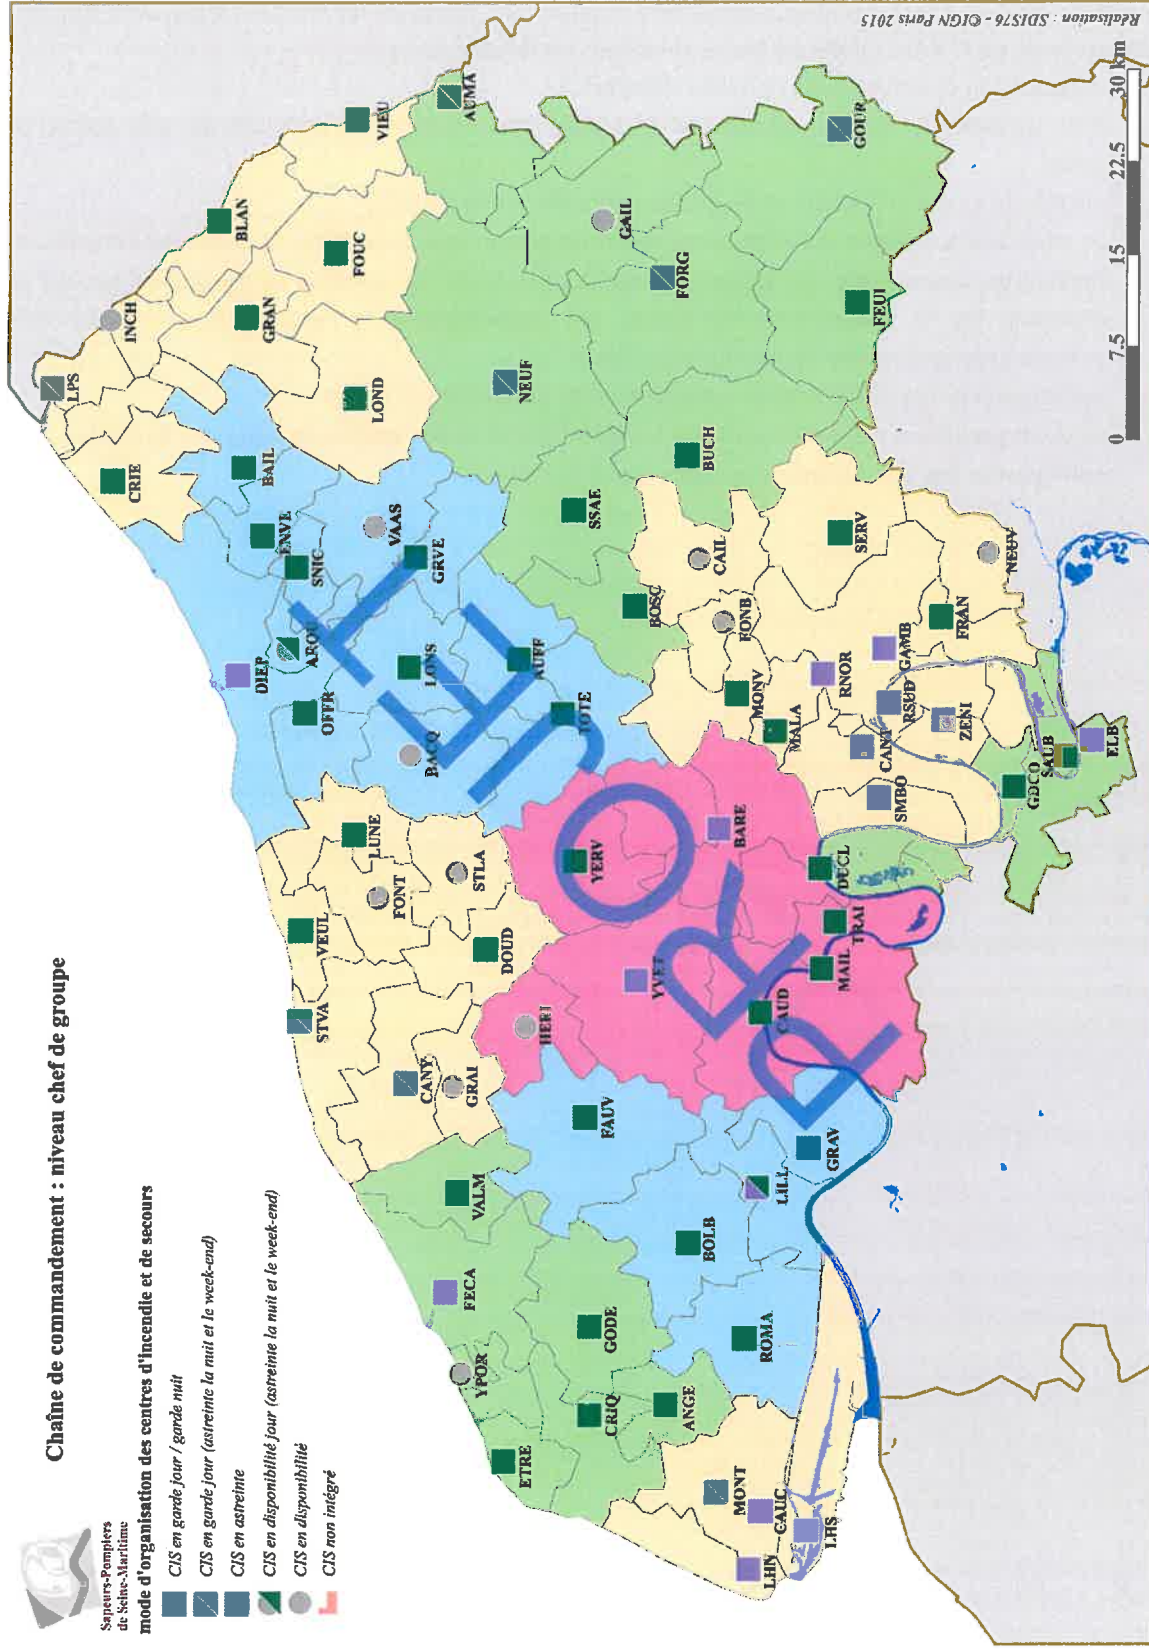 Chaîne de commandement : niveau chef de groupe
Sapeurs-Pompiers
de Seine-Maritime
mode d'organisation des centres d'incendie et de secours
CIS en garde jour / garde nuit
CIS en garde jour (astreinte la nuit et le week-end)
CIS en astreinte
CIS en disponibilité jour (astreinte la nuit et le week-end)
CIS en disponibilité
CIS non intégré
PROJET
LPS
INCH
BLAN
VIEU
AUMA
CRIE
GRAN
FOUC
BAIL
LOND
ENVE
SNIC
VAAS
GRVE
DIEP
AROU
OFFR
LONS
BACQ
AUFF
TOTE
NEUF
GAIL
FORG
GOUR
FEUI
BUCH
SSAE
BOSC
CAIL
SERV
NEUV
FONB
MONV
MALA
RNOR
GAMB
FRAN
RSUD
CANT
ZENI
SMBO
GDCO
SAUB
ELB
LUNE
VEUL
FONT
STLA
DOUD
STVA
CANY
GRAI
HERI
YERV
BARE
YVET
DUCL
TRAI
MAIL
CAUD
FAUV
GRAV
LILL
BOLB
ROMA
VALM
FECA
GODE
YPOR
CRIQ
ANGE
ETRE
MONT
CAUC
LHN
LHS
0 7.5 15 22.5 30 km
Réalisation : SDIS76 - ©IGN Paris 2015